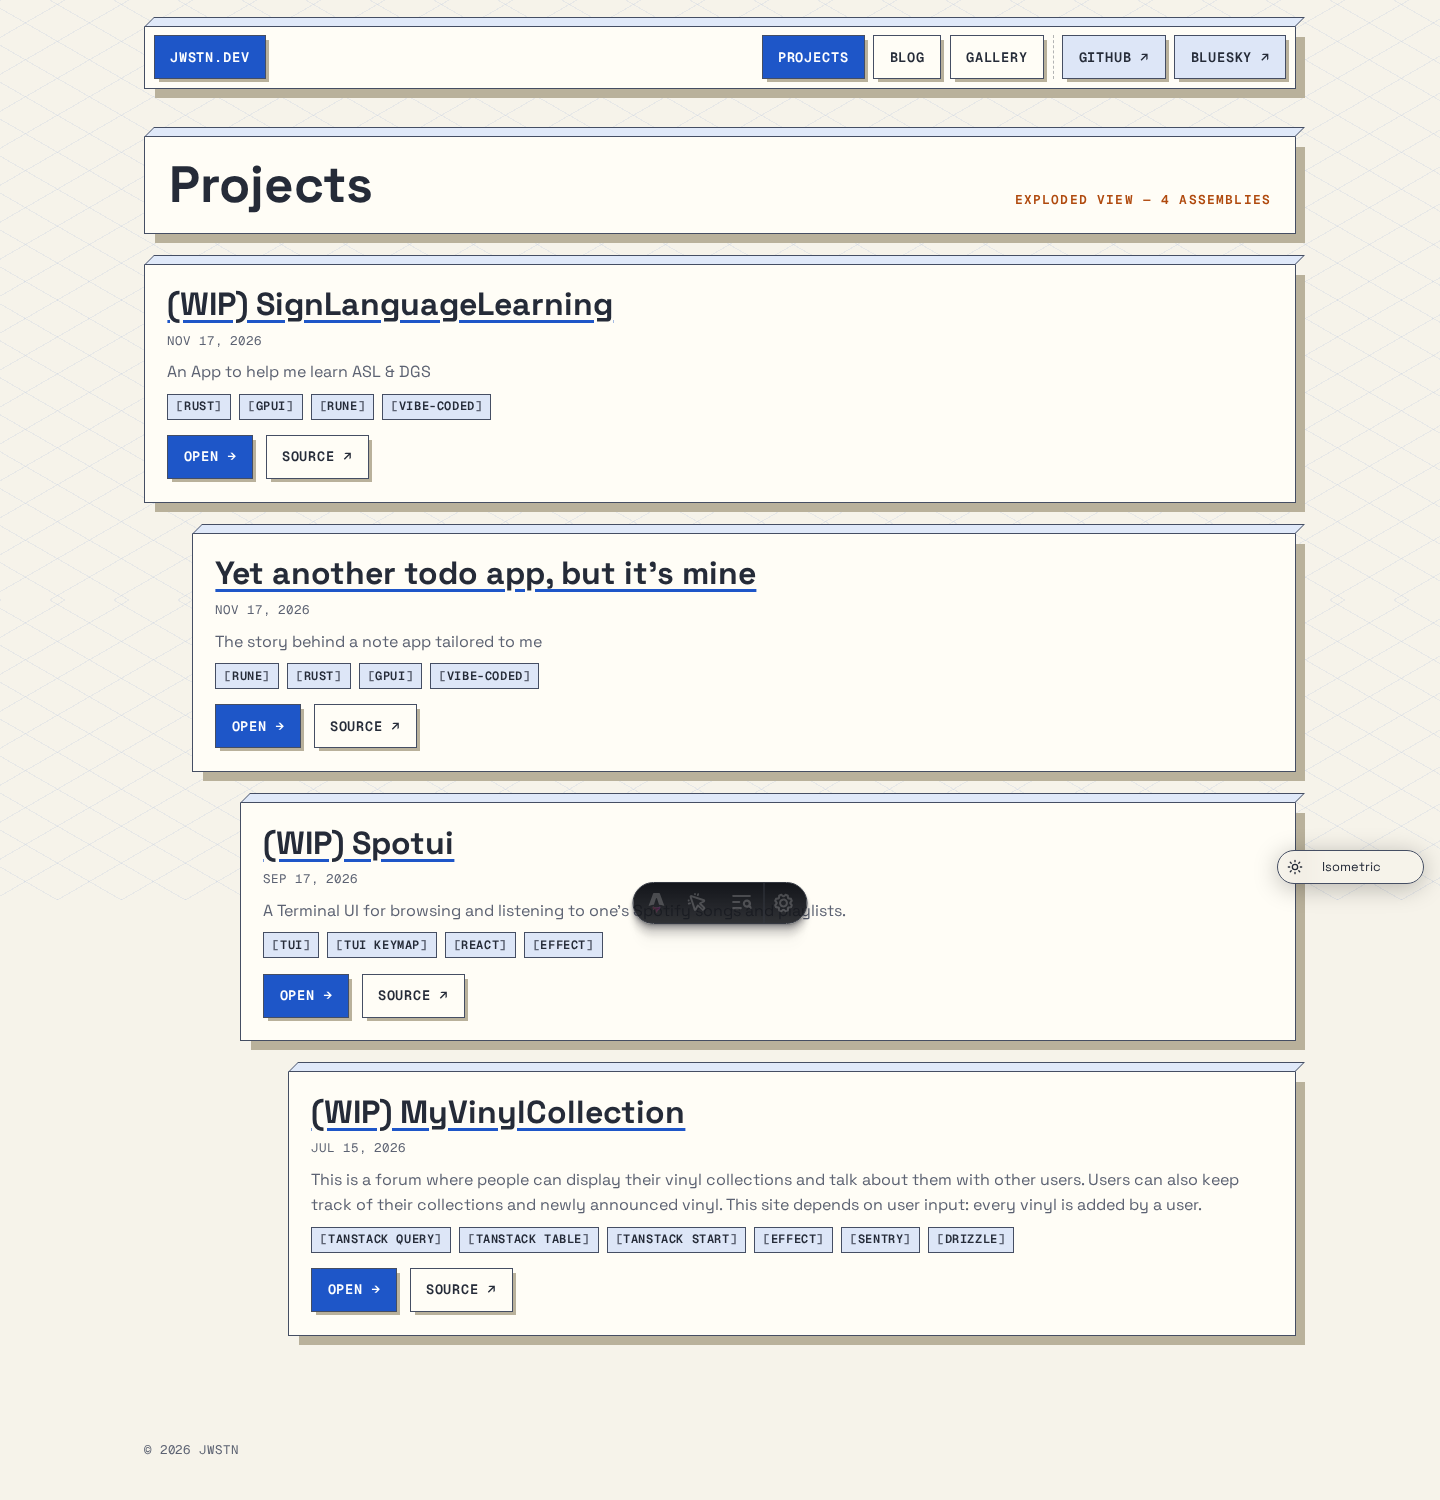 JWSTN.DEV
PROJECTS
BLOG
GALLERY
GITHUB ↗
BLUESKY ↗
Projects
EXPLODED VIEW — 4 ASSEMBLIES
(WIP) SignLanguageLearning
NOV 17, 2026
An App to help me learn ASL & DGS
[RUST] [GPUI] [RUNE] [VIBE-CODED]
OPEN → SOURCE ↗
Yet another todo app, but it's mine
NOV 17, 2026
The story behind a note app tailored to me
[RUNE] [RUST] [GPUI] [VIBE-CODED]
OPEN → SOURCE ↗
(WIP) Spotui
SEP 17, 2026
A Terminal UI for browsing and listening to one's Spotify songs and playlists.
[TUI] [TUI KEYMAP] [REACT] [EFFECT]
OPEN → SOURCE ↗
Isometric
(WIP) MyVinylCollection
JUL 15, 2026
This is a forum where people can display their vinyl collections and talk about them with other users. Users can also keep
track of their collections and newly announced vinyl. This site depends on user input: every vinyl is added by a user.
[TANSTACK QUERY] [TANSTACK TABLE] [TANSTACK START] [EFFECT] [SENTRY] [DRIZZLE]
OPEN → SOURCE ↗
© 2026 JWSTN